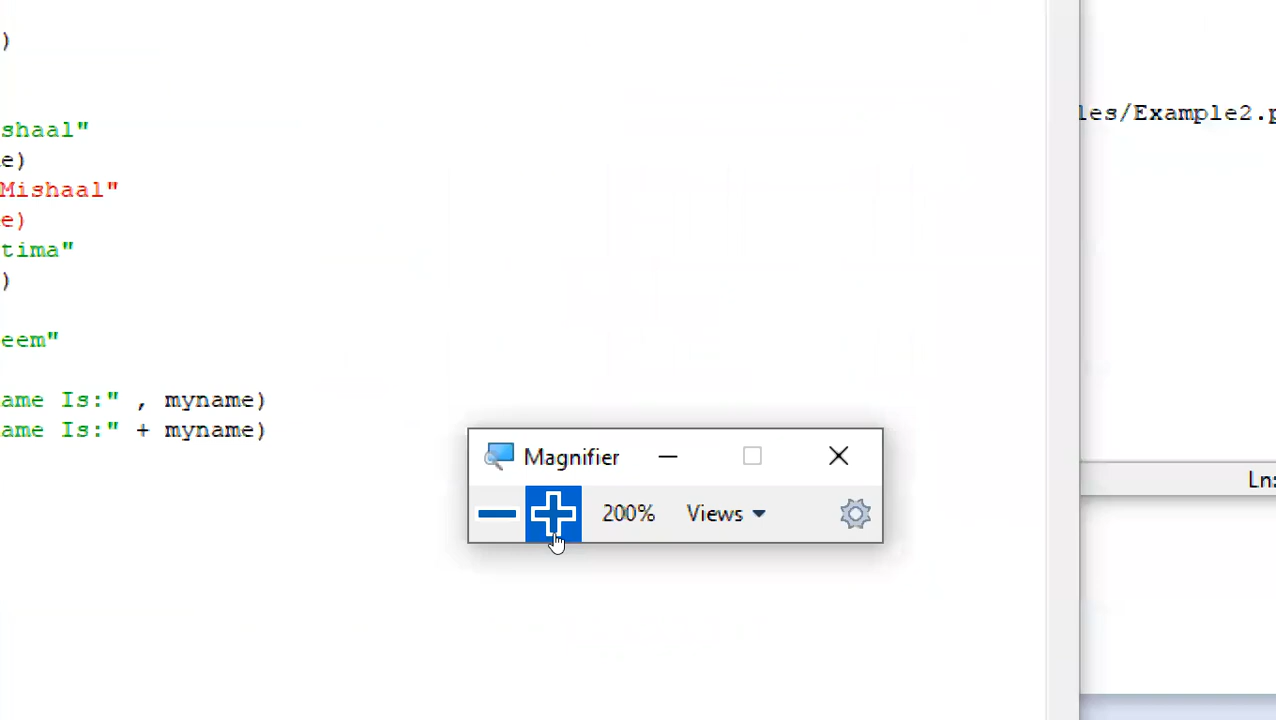 )
shaal"
e)
Mishaal"
e)
tima"
)
eem"
ame Is:" , myname)
ame Is:" + myname)
les/Example2.p
Magnifier
200% Views
Ln: